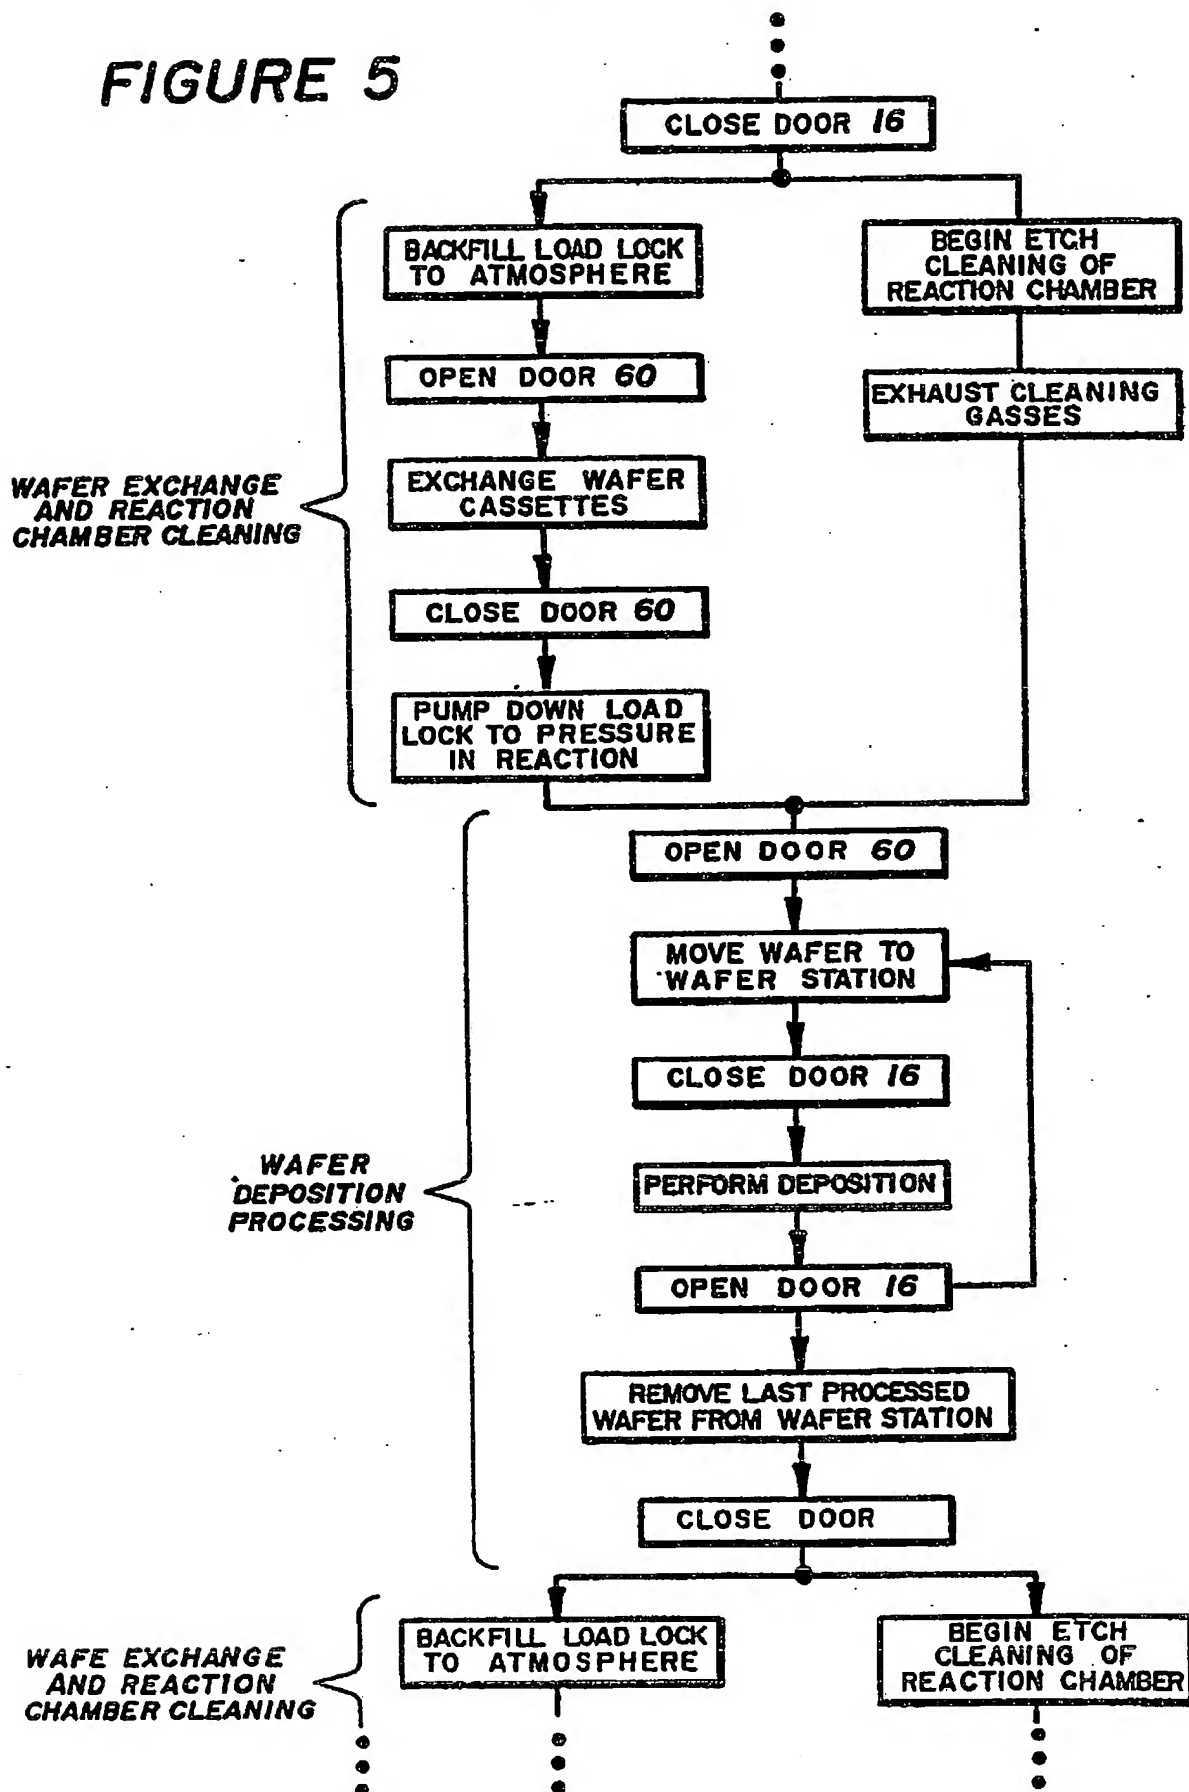 FIGURE 5
CLOSE DOOR 16
BACKFILL LOAD LOCK
TO ATMOSPHERE
BEGIN ETCH
CLEANING OF
REACTION CHAMBER
OPEN DOOR 60
EXHAUST CLEANING
GASSES
WAFER EXCHANGE
AND REACTION
CHAMBER CLEANING
EXCHANGE WAFER
CASSETTES
CLOSE DOOR 60
PUMP DOWN LOAD
LOCK TO PRESSURE
IN REACTION
OPEN DOOR 60
MOVE WAFER TO
WAFER STATION
CLOSE DOOR 16
WAFER
DEPOSITION
PROCESSING
PERFORM DEPOSITION
OPEN DOOR 16
REMOVE LAST PROCESSED
WAFER FROM WAFER STATION
CLOSE DOOR
WAFE EXCHANGE
AND REACTION
CHAMBER CLEANING
BACKFILL LOAD LOCK
TO ATMOSPHERE
BEGIN ETCH
CLEANING OF
REACTION CHAMBER